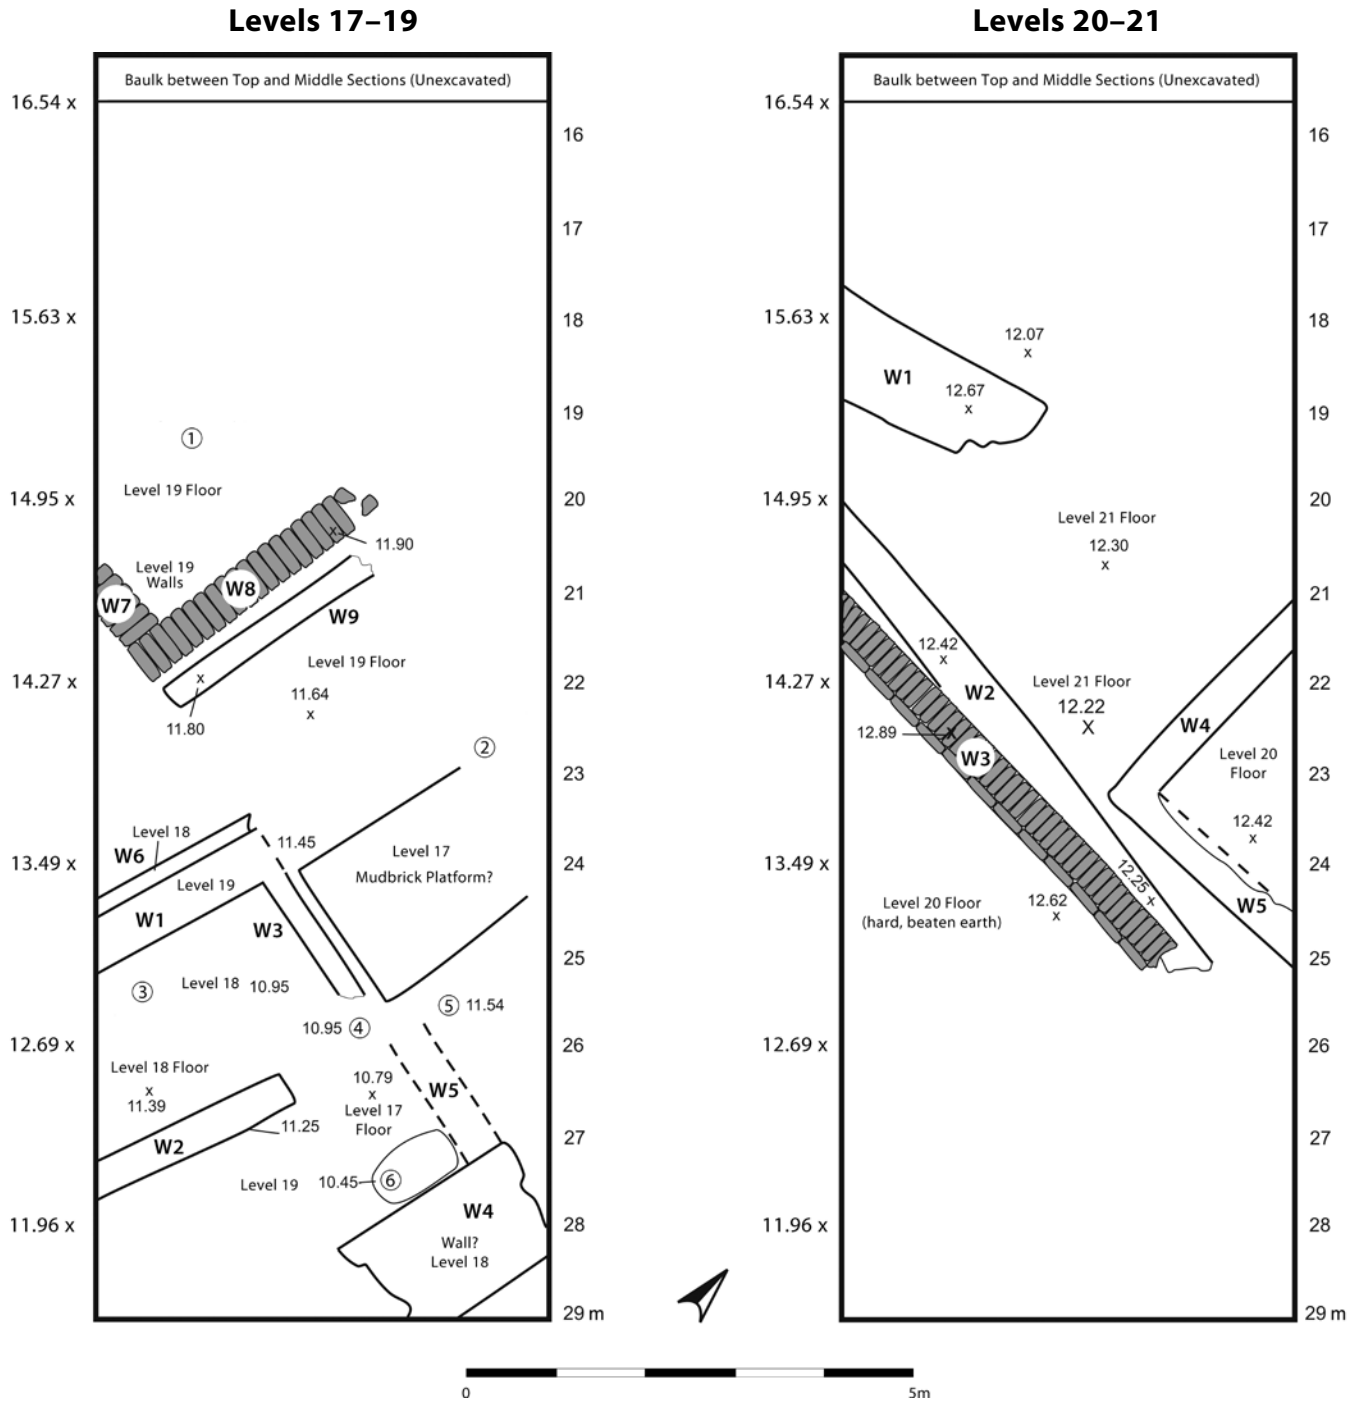 Levels 17–19
Baulk between Top and Middle Sections (Unexcavated)
16.54 x
16
17
15.63 x
18
19
①
Level 19 Floor
14.95 x
20
11.90
Level 19
Walls
W7
W8
21
W9
Level 19 Floor
14.27 x
x
11.64
x
22
11.80
②
23
Level 18
11.45
W6
Level 17
Mudbrick Platform?
13.49 x
24
Level 19
W1
W3
25
③
Level 18 10.95
⑤ 11.54
10.95 ④
12.69 x
26
Level 18 Floor
x
11.39
10.79
x
Level 17
Floor
W5
11.25
27
W2
Level 19
10.45
⑥
W4
11.96 x
28
Wall?
Level 18
29 m
Levels 20–21
Baulk between Top and Middle Sections (Unexcavated)
16.54 x
16
17
15.63 x
18
12.07
x
W1
12.67
x
19
14.95 x
20
Level 21 Floor
12.30
x
21
12.42
x
14.27 x
W2
Level 21 Floor
12.22
X
22
12.89
x
W3
W4
Level 20
Floor
23
12.42
x
13.49 x
24
12.25 x
Level 20 Floor
(hard, beaten earth)
12.62
x
W5
25
12.69 x
26
27
11.96 x
28
29 m
0
5m